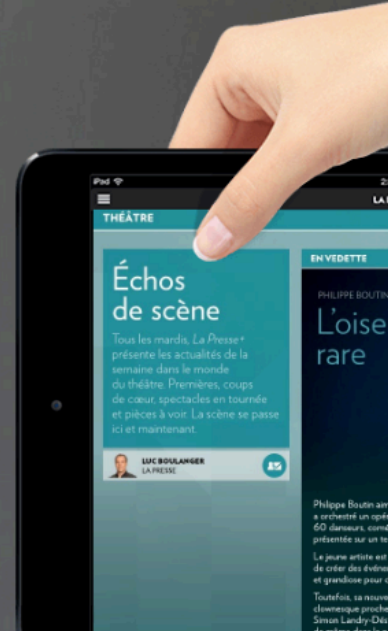 iPad
THÉÂTRE
Échos
de scène
Tous les mardis, La Presse+
présente les actualités de la
semaine dans le monde
du théâtre. Premières, coups
de cœur, spectacles en tournée
et pièces à voir. La scène se passe
ici et maintenant.
LUC BOULANGER
LA PRESSE
EN VEDETTE
PHILIPPE BOUTIN
L'oise
rare
Philippe Boutin aim
a orchestré un opé
60 danseurs, comé
présentée sur un te
Le jeune artiste est
de créer des événe
et grandiose pour
Toutefois, sa nouve
clownesque proche
Simon Landry-Dés